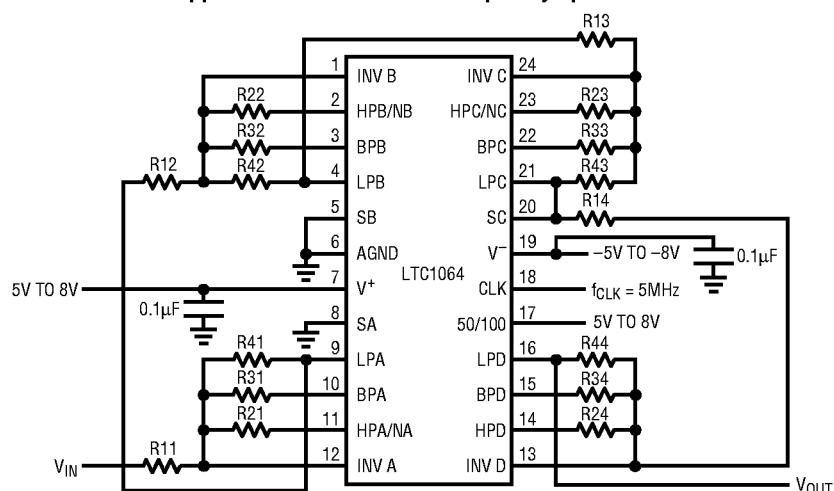 R13
1 INV B INV C 24
R22 2 HPB/NB HPC/NC 23 R23
R32 3 BPB BPC 22 R33
R12 R42 4 LPB LPC 21 R43
5 SB SC 20 R14
6 AGND V– 19 –5V TO –8V 0.1µF
LTC1064
5V TO 8V 7 V+ CLK 18 fCLK = 5MHz
0.1µF 8 SA 50/100 17 5V TO 8V
R41 9 LPA LPD 16 R44
R31 10 BPA BPD 15 R34
R21 11 HPA/NA HPD 14 R24
VIN R11 12 INV A INV D 13
VOUT